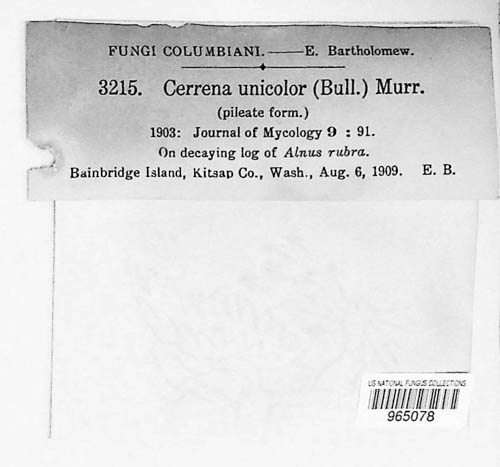 FUNGI COLUMBIANI.——E. Bartholomew.
3215. Cerrena unicolor (Bull.) Murr.
(pileate form.)
1903: Journal of Mycology 9 : 91.
On decaying log of Alnus rubra.
Bainbridge Island, Kitsap Co., Wash., Aug. 6, 1909. E. B.
US NATIONAL FUNGUS COLLECTIONS
965078